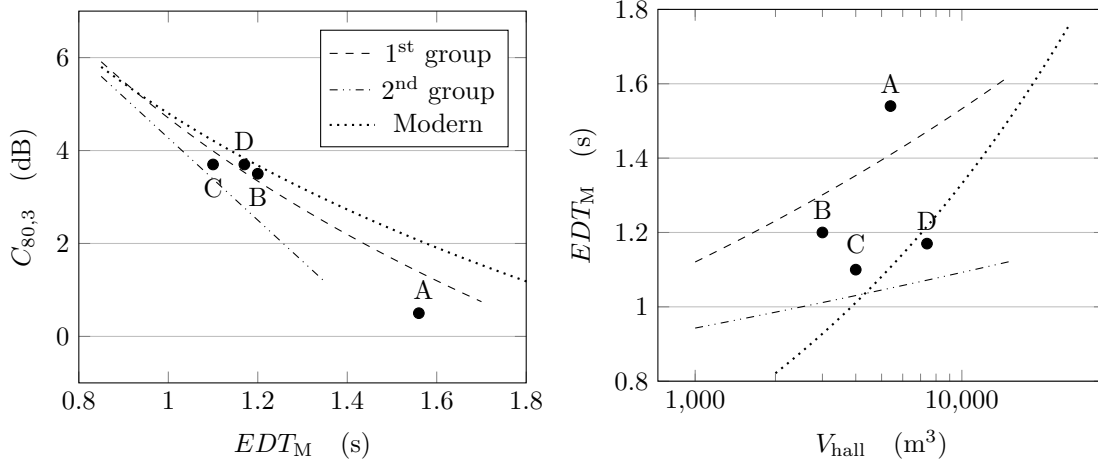 C80,3 (dB)
6
4
2
0
0.8 1 1.2 1.4 1.6 1.8
EDTM (s)
1st group
2nd group
Modern
D
C
B
A
EDTM (s)
1.8
1.6
1.4
1.2
1
0.8
1,000 10,000
Vhall (m3)
A
B
C
D